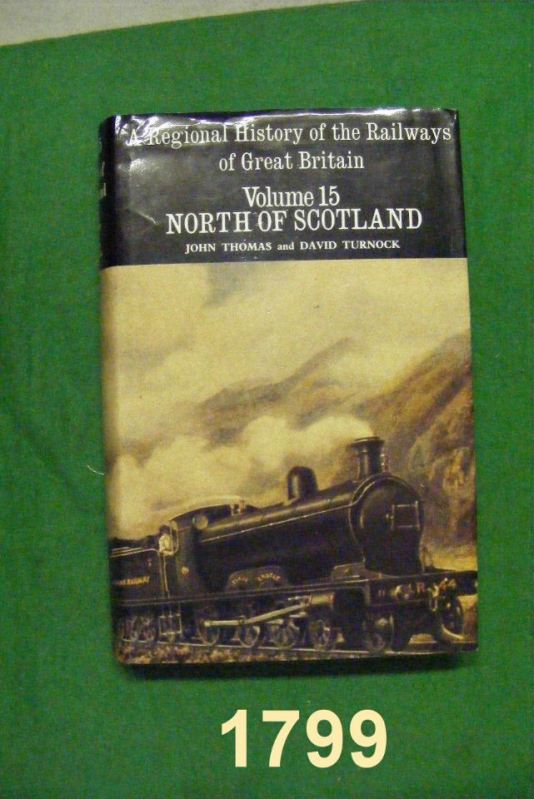 A Regional History of the Railways
of Great Britain
Volume 15
NORTH OF SCOTLAND
JOHN THOMAS and DAVID TURNOCK
1799